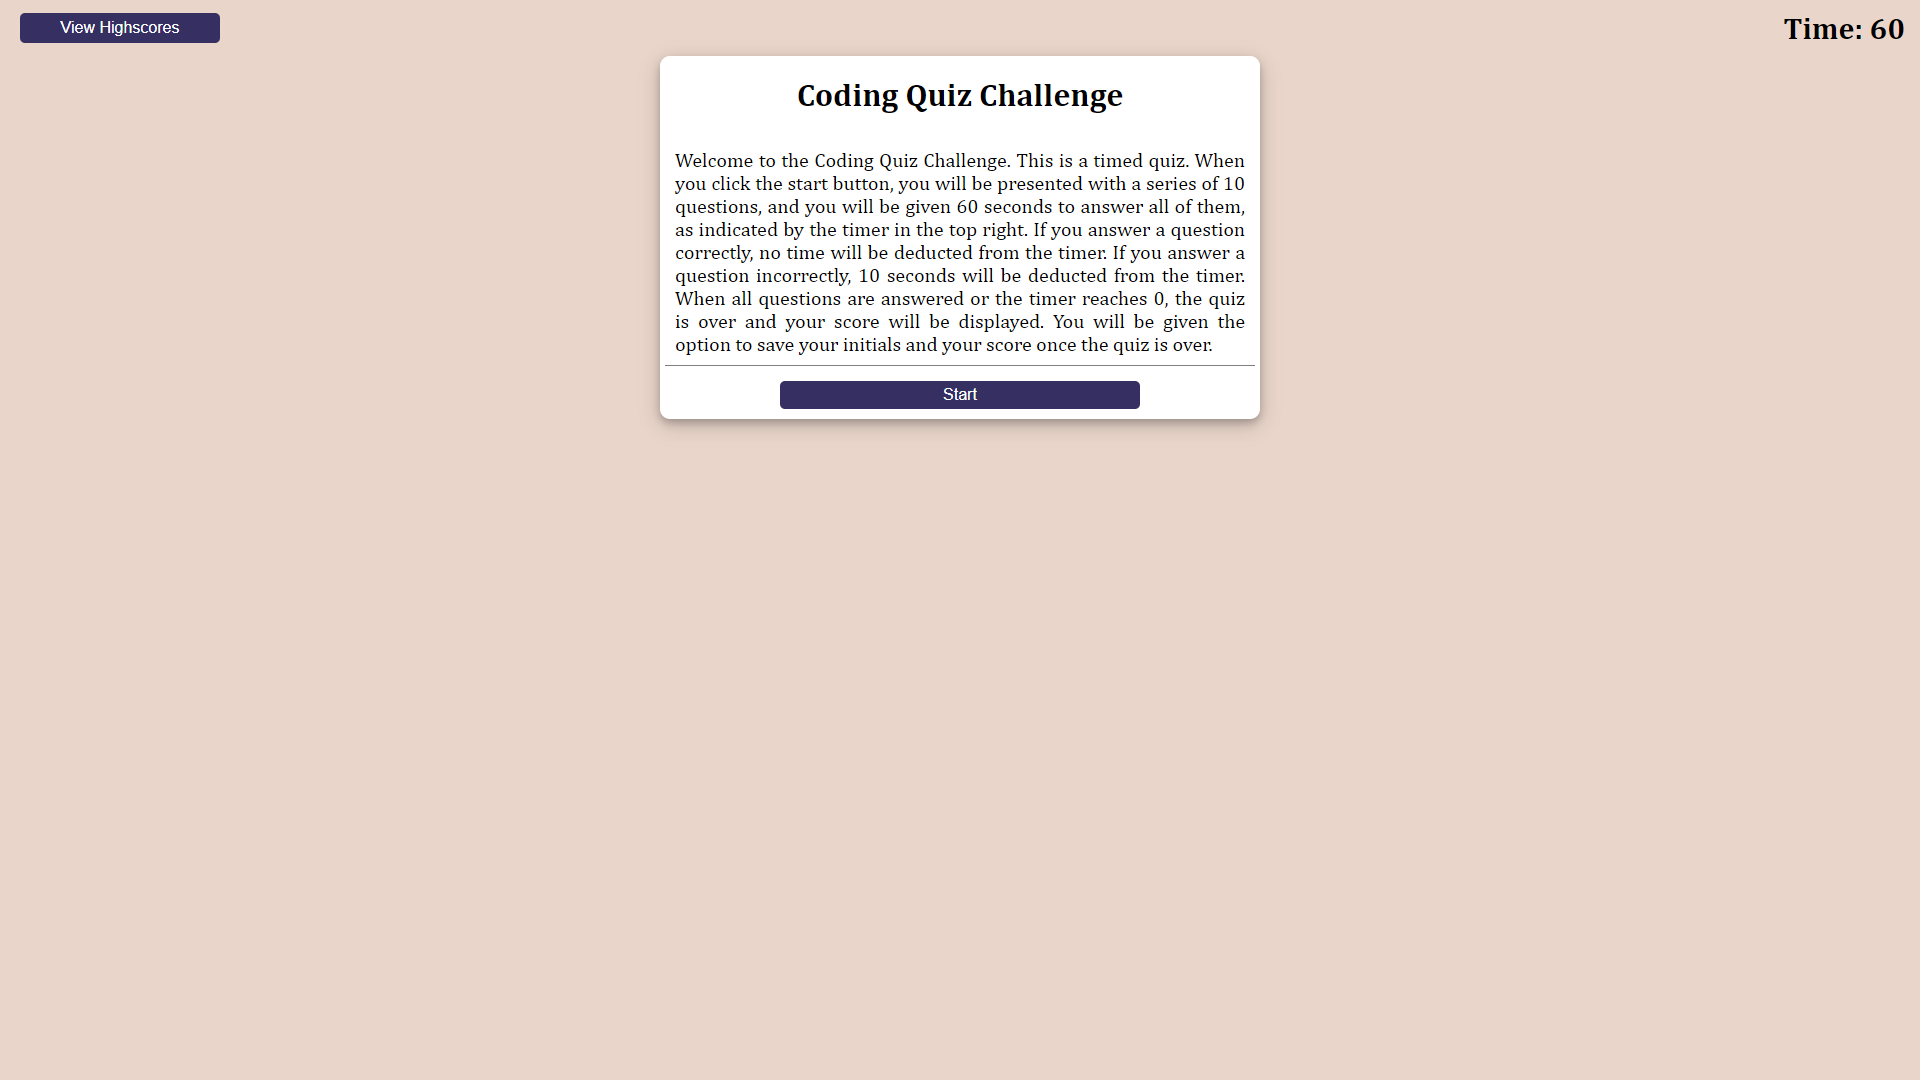 View Highscores
Time: 60
Coding Quiz Challenge
Welcome to the Coding Quiz Challenge. This is a timed quiz. When
you click the start button, you will be presented with a series of 10
questions, and you will be given 60 seconds to answer all of them,
as indicated by the timer in the top right. If you answer a question
correctly, no time will be deducted from the timer. If you answer a
question incorrectly, 10 seconds will be deducted from the timer.
When all questions are answered or the timer reaches 0, the quiz
is over and your score will be displayed. You will be given the
option to save your initials and your score once the quiz is over.
Start